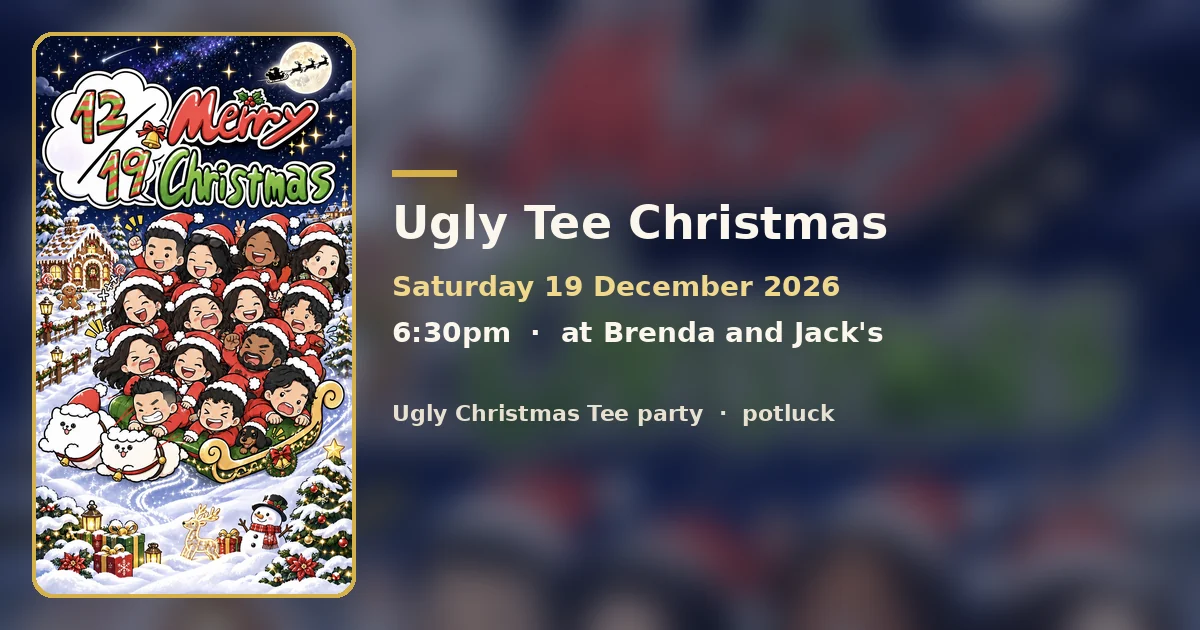 12/19
Merry
Christmas
Ugly Tee Christmas
Saturday 19 December 2026
6:30pm · at Brenda and Jack's
Ugly Christmas Tee party · potluck